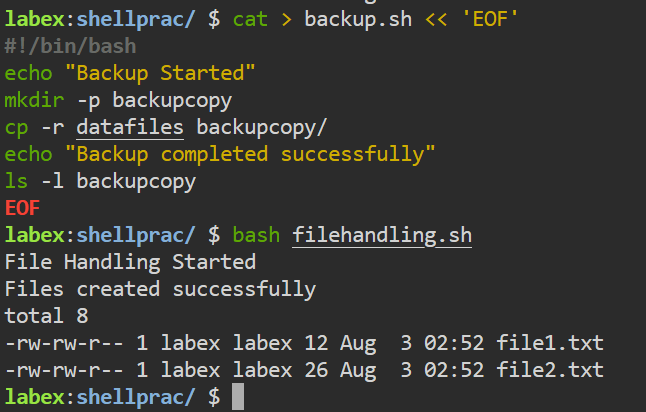 labex:shellprac/ $ cat > backup.sh << 'EOF'
#!/bin/bash
echo "Backup Started"
mkdir -p backupcopy
cp -r datafiles backupcopy/
echo "Backup completed successfully"
ls -l backupcopy
EOF
labex:shellprac/ $ bash filehandling.sh
File Handling Started
Files created successfully
total 8
-rw-rw-r-- 1 labex labex 12 Aug  3 02:52 file1.txt
-rw-rw-r-- 1 labex labex 26 Aug  3 02:52 file2.txt
labex:shellprac/ $